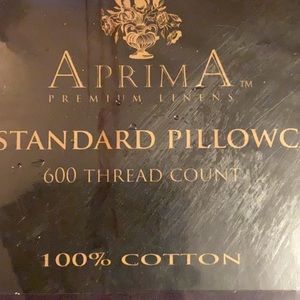 APRIMA™
PREMIUM LINENS
STANDARD PILLOWC
600 THREAD COUNT
100% COTTON